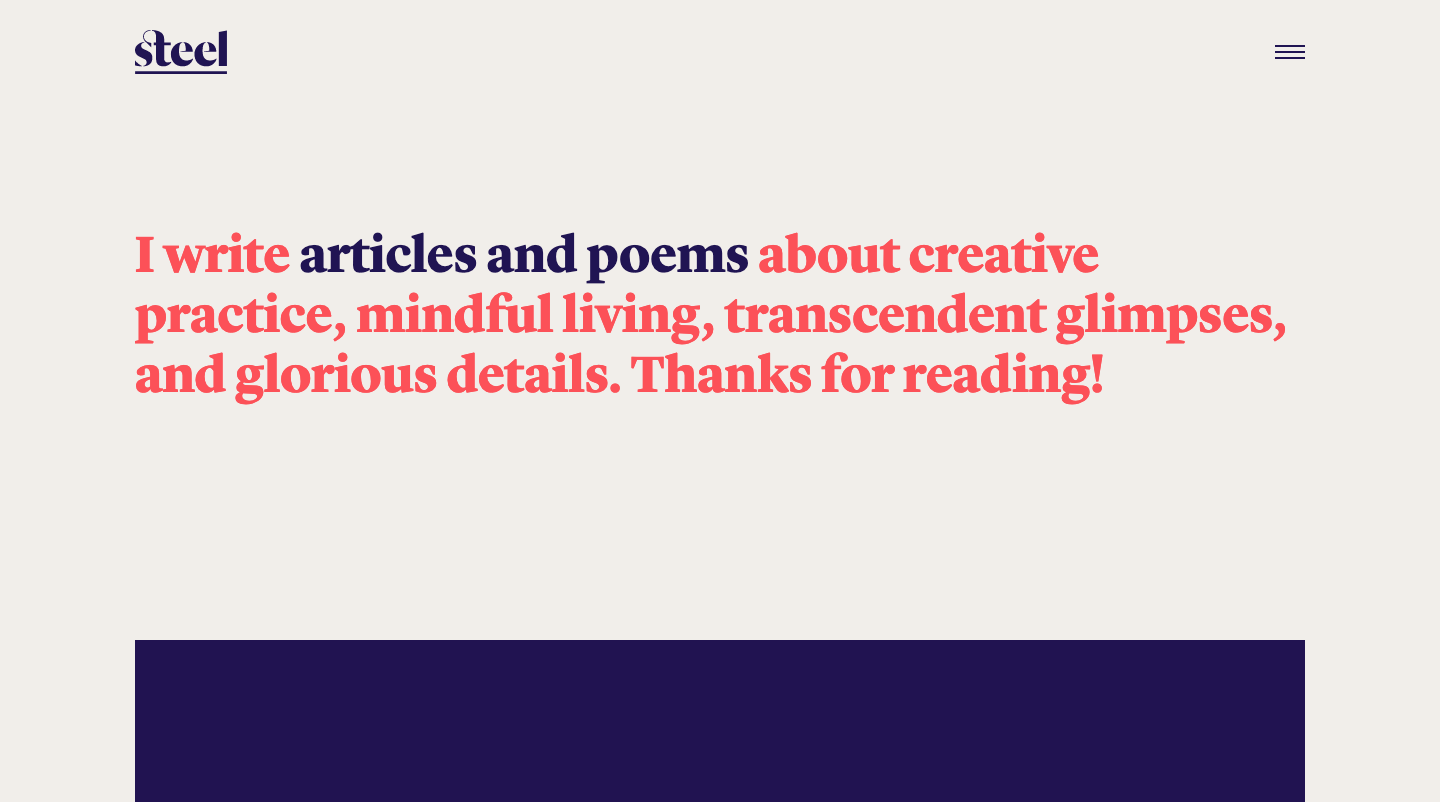 steel
I write articles and poems about creative
practice, mindful living, transcendent glimpses,
and glorious details. Thanks for reading!